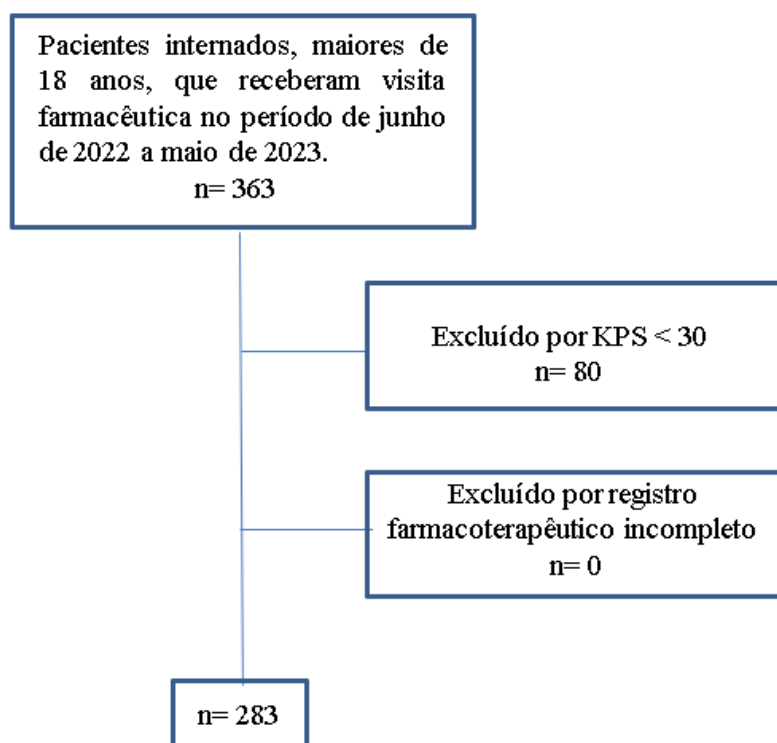 Pacientes internados, maiores de
18 anos, que receberam visita
farmacêutica no período de junho
de 2022 a maio de 2023.
n= 363
Excluído por KPS < 30
n= 80
Excluído por registro
farmacoterapêutico incompleto
n= 0
n= 283